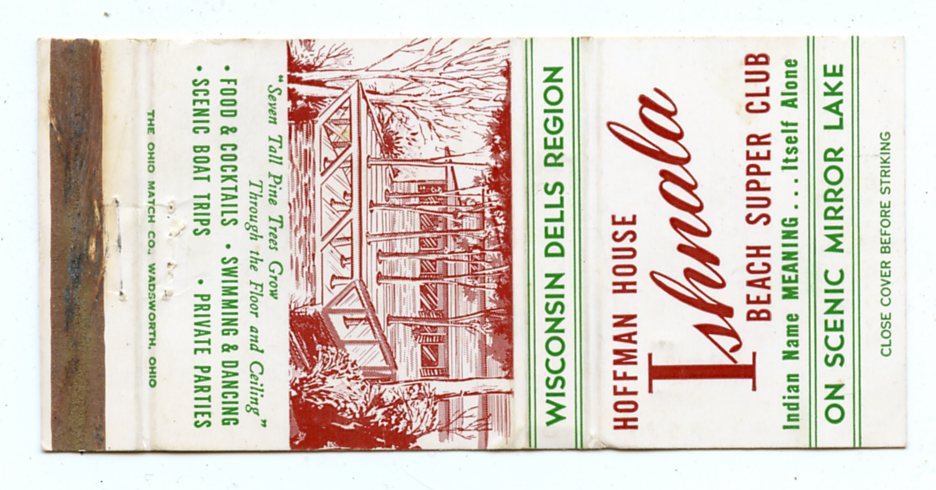 HOFFMAN HOUSE
Ishnala
BEACH SUPPER CLUB
Indian Name MEANING...Itself Alone
ON SCENIC MIRROR LAKE
CLOSE COVER BEFORE STRIKING
WISCONSIN DELLS REGION
"Seven Tall Pine Trees Grow
Through the Floor and Ceiling"
• FOOD & COCKTAILS • SWIMMING & DANCING
• SCENIC BOAT TRIPS • PRIVATE PARTIES
THE OHIO MATCH CO., WADSWORTH, OHIO